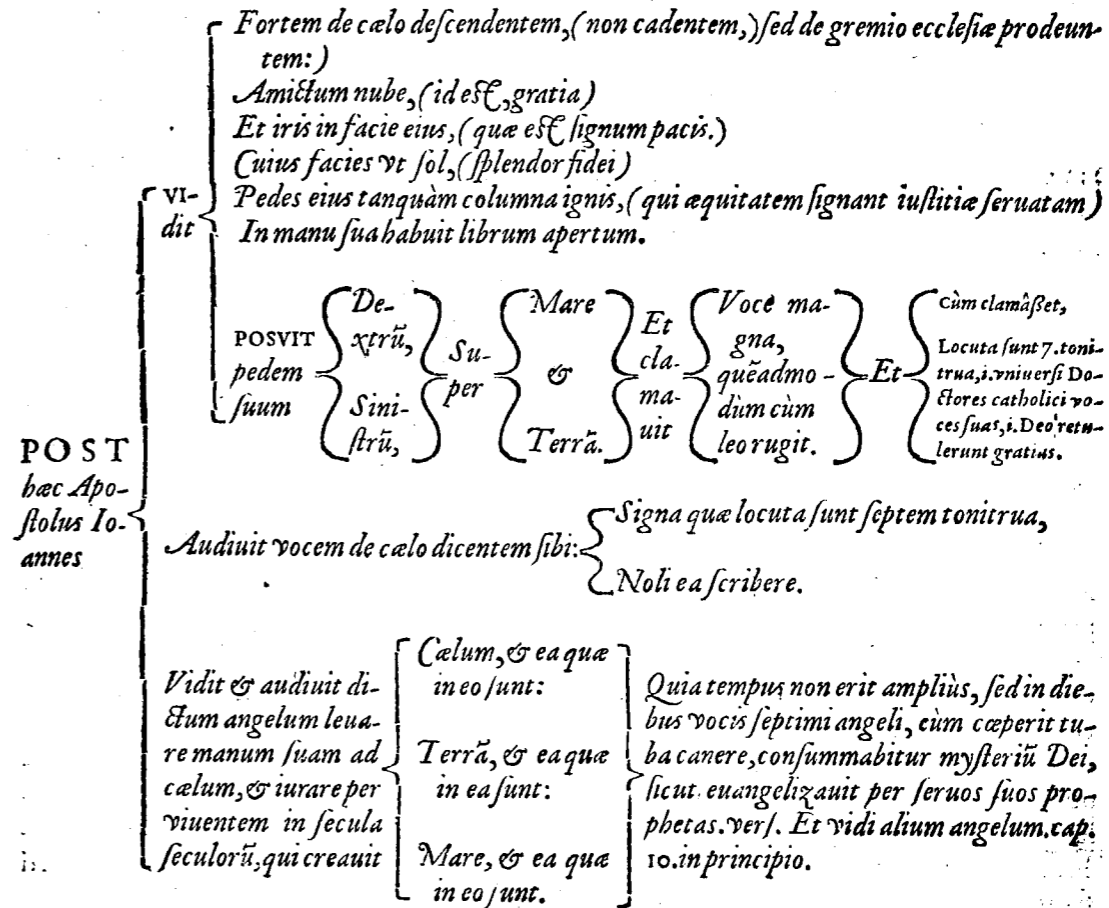 POST
hæc Apo-
ſtolus Io-
annes
VI-
dit
Fortem de cælo deſcendentem, (non cadentem,) ſed de gremio eccleſiæ prodeun-
tem:)
Amictum nube, (id eſt, gratia)
Et iris in facie eius, (quæ eſt ſignum pacis.)
Cuius facies vt ſol, (ſplendor fidei)
Pedes eius tanquàm columna ignis, (qui æquitatem ſignant iuſtitiæ ſeruatam)
In manu ſua habuit librum apertum.
POSVIT
pedem
ſuum
De-
xtrũ,
Sini-
ſtrũ,
Su-
per
Mare
&
Terrã.
Et
cla-
ma-
uit
Voce ma-
gna,
quẽadmo-
dùm cùm
leo rugit.
Et
Cùm clamâſſet,
Locuta ſunt 7. toni-
trua, i. vniuerſi Do-
ctores catholici vo-
ces ſuas, i. Deo retu-
lerunt gratias.
Audiuit vocem de cælo dicentem ſibi:
Signa quæ locuta ſunt ſeptem tonitrua,
Noli ea ſcribere.
Vidit & audiuit di-
ctum angelum leua-
re manum ſuam ad
cælum, & iurare per
viuentem in ſecula
ſeculorũ, qui creauit
Cælum, & ea quæ
in eo ſunt:
Terrã, & ea quæ
in ea ſunt:
Mare, & ea quæ
in eo ſunt.
Quia tempus non erit ampliùs, ſed in die-
bus vocis ſeptimi angeli, cùm cœperit tu-
ba canere, conſummabitur myſteriũ Dei,
ſicut euangelizauit per ſeruos ſuos pro-
phetas. verſ. Et vidi alium angelum. cap.
10. in principio.